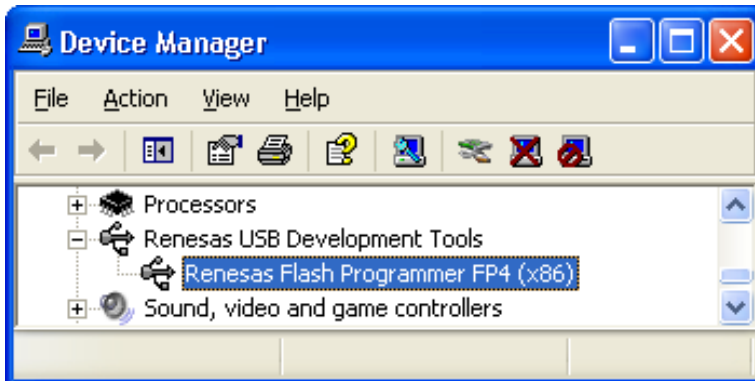 Device Manager
File Action View Help
Processors
Renesas USB Development Tools
Renesas Flash Programmer FP4 (x86)
Sound, video and game controllers